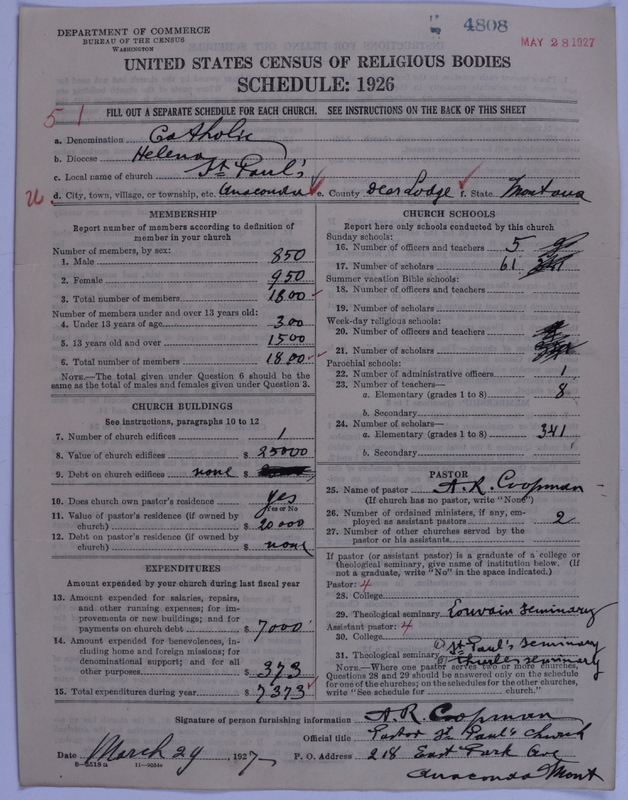 DEPARTMENT OF COMMERCE
BUREAU OF THE CENSUS
WASHINGTON
4808
MAY 28 1927
UNITED STATES CENSUS OF RELIGIOUS BODIES
SCHEDULE: 1926
5 1
FILL OUT A SEPARATE SCHEDULE FOR EACH CHURCH. SEE INSTRUCTIONS ON THE BACK OF THIS SHEET
a. Denomination Catholic
b. Diocese Helena
c. Local name of church St. Paul's
d. City, town, village, or township, etc. Anaconda e. County Deer Lodge f. State Montana
MEMBERSHIP
Report number of members according to definition of member in your church
Number of members, by sex:
1. Male 850
2. Female 950
3. Total number of members 1800
Number of members under and over 13 years old:
4. Under 13 years of age 300
5. 13 years old and over 1500
6. Total number of members 1800
NOTE.—The total given under Question 6 should be the same as the total of males and females given under Question 3.
CHURCH BUILDINGS
See instructions, paragraphs 10 to 12
7. Number of church edifices 1
8. Value of church edifices $ 25000
9. Debt on church edifices none $
10. Does church own pastor's residence yes
Yes or No
11. Value of pastor's residence (if owned by church) $ 20000
12. Debt on pastor's residence (if owned by church) $ none
EXPENDITURES
Amount expended by your church during last fiscal year
13. Amount expended for salaries, repairs, and other running expenses; for improvements or new buildings; and for payments on church debt $ 7000
14. Amount expended for benevolences, including home and foreign missions; for denominational support; and for all other purposes $ 373
15. Total expenditures during year $ 7373
CHURCH SCHOOLS
Report here only schools conducted by this church
Sunday schools:
16. Number of officers and teachers 5
17. Number of scholars 61
Summer vacation Bible schools:
18. Number of officers and teachers
19. Number of scholars
Week-day religious schools:
20. Number of officers and teachers
21. Number of scholars
Parochial schools:
22. Number of administrative officers 1
23. Number of teachers—
a. Elementary (grades 1 to 8) 8
b. Secondary
24. Number of scholars—
a. Elementary (grades 1 to 8) 341
b. Secondary
PASTOR
25. Name of pastor A. R. Coopman
(If church has no pastor, write "None")
26. Number of ordained ministers, if any, employed as assistant pastors 2
27. Number of other churches served by the pastor or his assistants
If pastor (or assistant pastor) is a graduate of a college or theological seminary, give name of institution below. (If not a graduate, write "No" in the space indicated.)
Pastor: 4
28. College
29. Theological seminary Louvain Seminary
Assistant pastor: 4
30. College
① St Paul's Seminary
31. Theological seminary ② Thurles Seminary
NOTE.—Where one pastor serves two or more churches Questions 28 and 29 should be answered only on the schedule for one of the churches; on the schedules for the other churches, write "See schedule for church."
Signature of person furnishing information A. R. Coopman
Official title Pastor St. Paul's Church
Date March 29, 1927 P. O. Address 218 East Park Ave
Anaconda Mont
8—5518a 11—9254